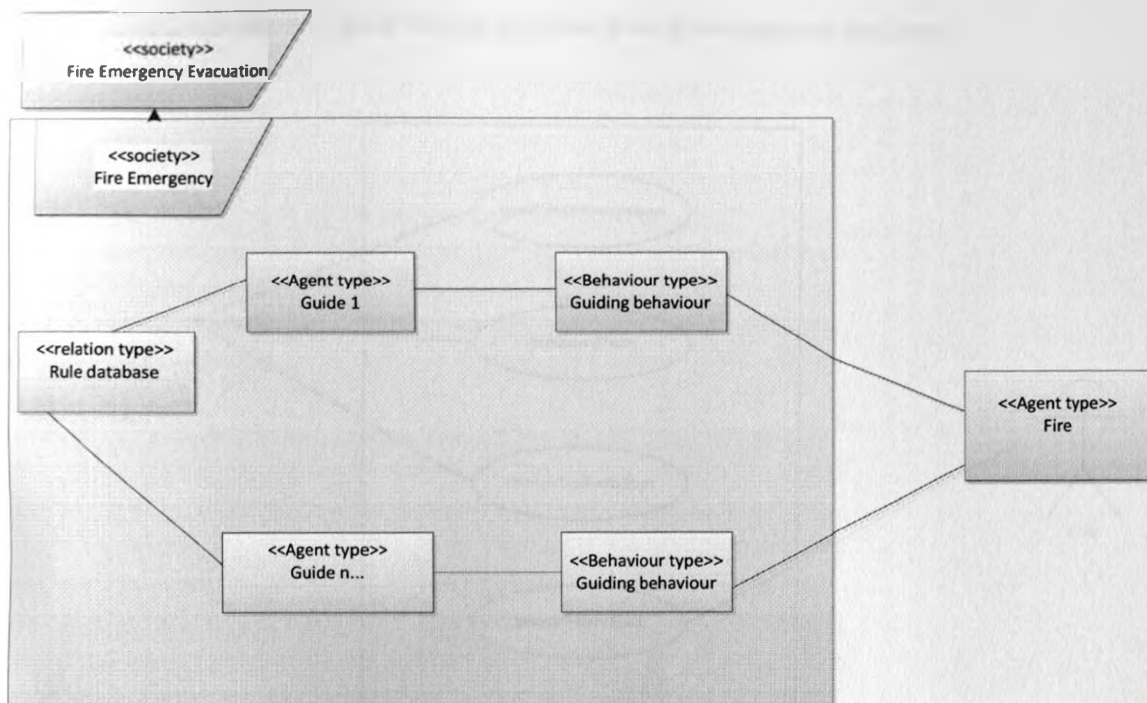 <<society>>
Fire Emergency Evacuation
<<society>>
Fire Emergency
<<Agent type>>
Guide 1
<<Behaviour type>>
Guiding behaviour
<<relation type>>
Rule database
<<Agent type>>
Fire
<<Agent type>>
Guide n...
<<Behaviour type>>
Guiding behaviour